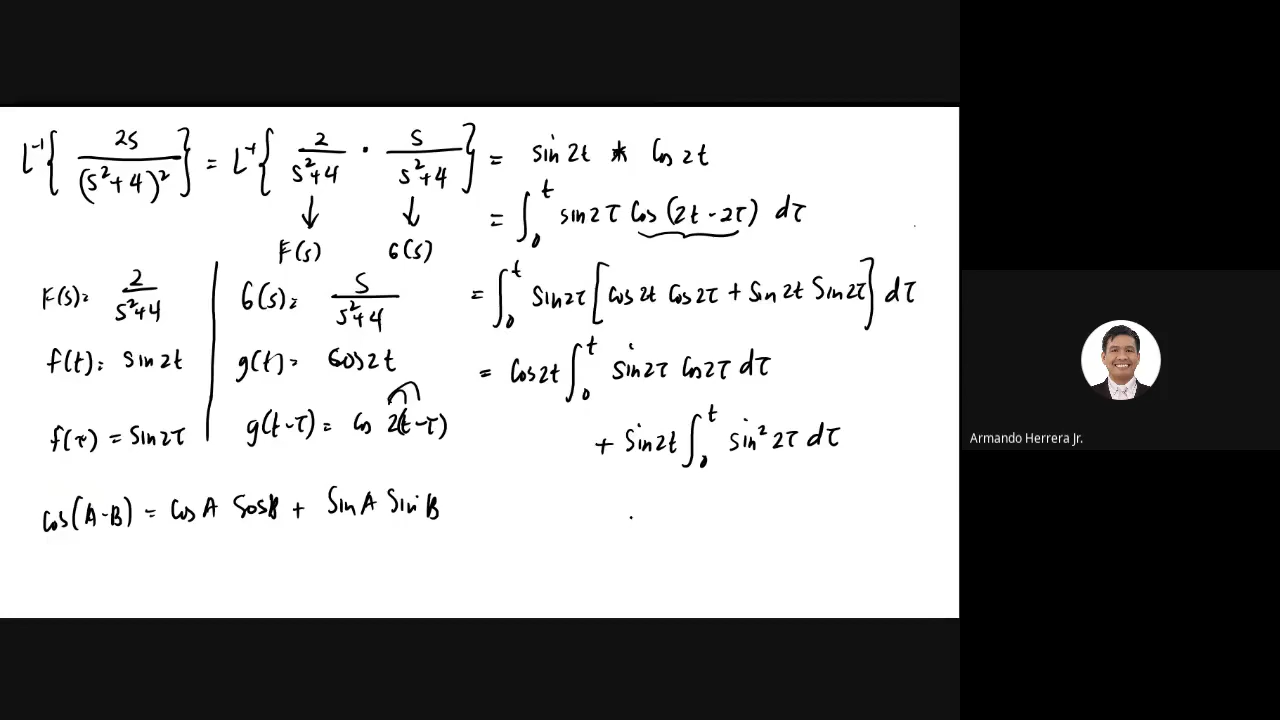 L⁻¹{ 2s / (s²+4)² } = L⁻¹{ 2 / (s²+4) · s / (s²+4) } = sin 2t * Cos 2t
F(s) G(s)
= ∫₀ᵗ sin 2τ Cos (2t - 2τ) dτ
F(s) = 2 / (s²+4)
G(s) = s / (s²+4)
= ∫₀ᵗ Sin 2τ [Cos 2t Cos 2τ + Sin 2t Sin 2τ] dτ
f(t) = Sin 2t
g(t) = Cos 2t
= Cos 2t ∫₀ᵗ sin 2τ Cos 2τ dτ
f(τ) = Sin 2τ
g(t-τ) = Cos 2(t-τ)
+ Sin 2t ∫₀ᵗ sin² 2τ dτ
Cos(A-B) = Cos A Cos B + Sin A Sin B
Armando Herrera Jr.